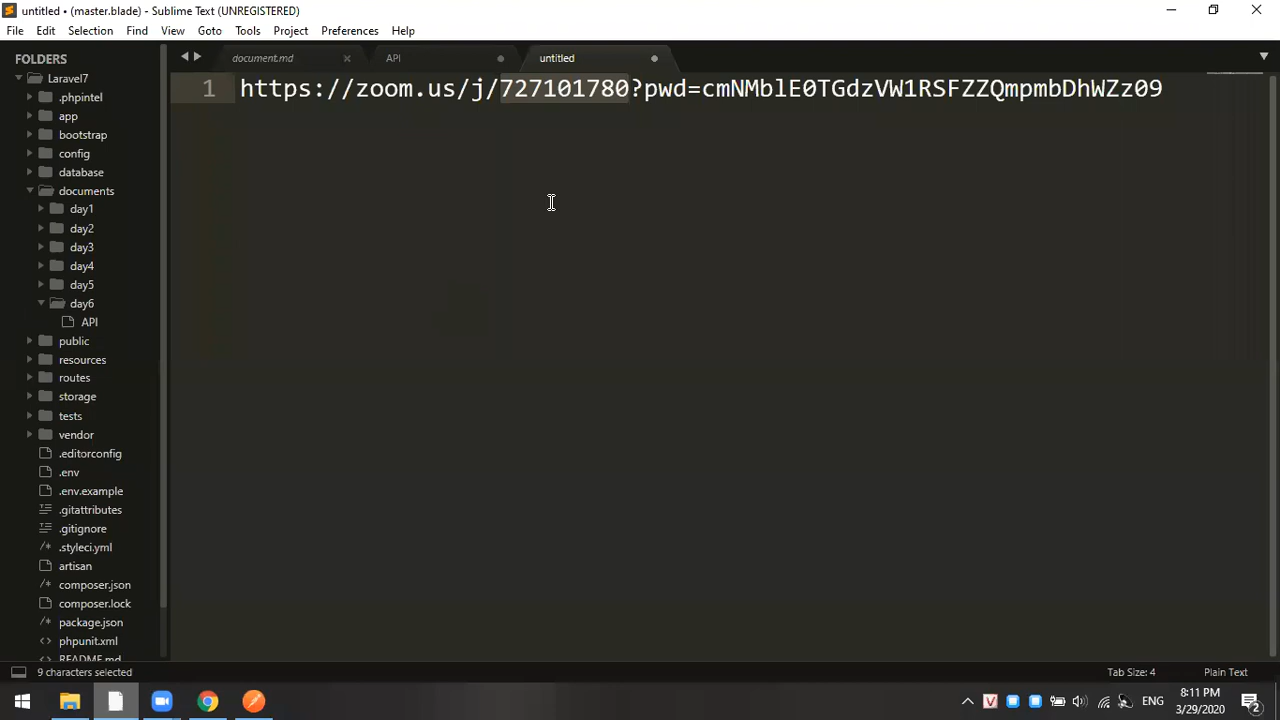 untitled • (master.blade) - Sublime Text (UNREGISTERED)
File Edit Selection Find View Goto Tools Project Preferences Help
FOLDERS
Laravel7
.phpintel
app
bootstrap
config
database
documents
day1
day2
day3
day4
day5
day6
API
public
resources
routes
storage
tests
vendor
.editorconfig
.env
.env.example
.gitattributes
.gitignore
.styleci.yml
artisan
composer.json
composer.lock
package.json
phpunit.xml
README.md
document.md API untitled
1 https://zoom.us/j/727101780?pwd=cmNMblE0TGdzVW1RSFZZQmpmbDhWZz09
9 characters selected Tab Size: 4 Plain Text
ENG 8:11 PM
3/29/2020
2